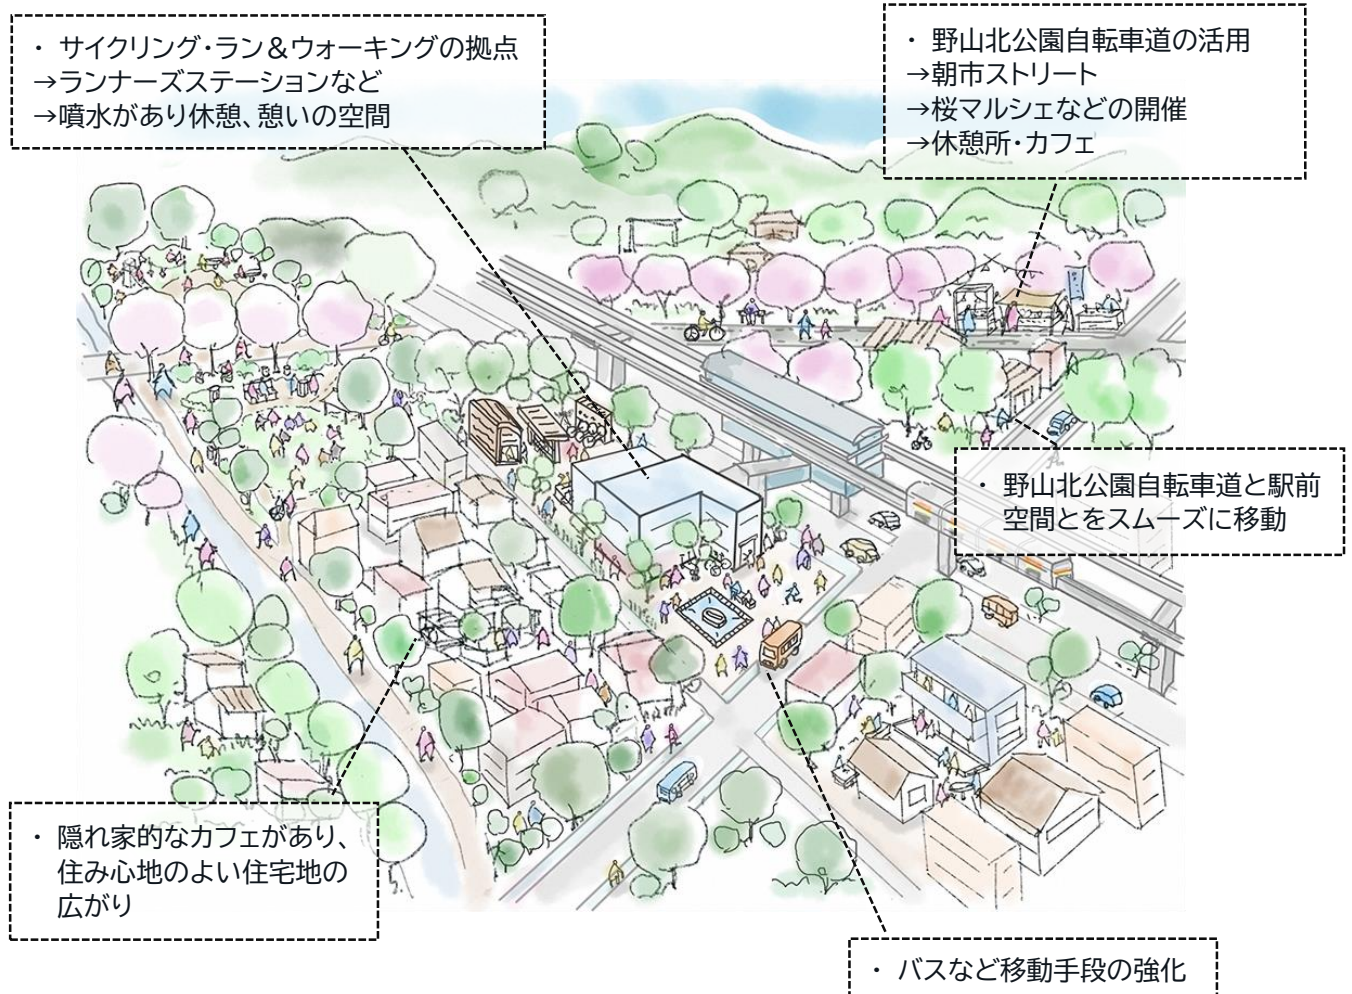 ・ サイクリング・ラン＆ウォーキングの拠点
→ランナーズステーションなど
→噴水があり休憩、憩いの空間
・ 野山北公園自転車道の活用
→朝市ストリート
→桜マルシェなどの開催
→休憩所・カフェ
・ 野山北公園自転車道と駅前
空間とをスムーズに移動
・ 隠れ家的なカフェがあり、
住み心地のよい住宅地の
広がり
・ バスなど移動手段の強化